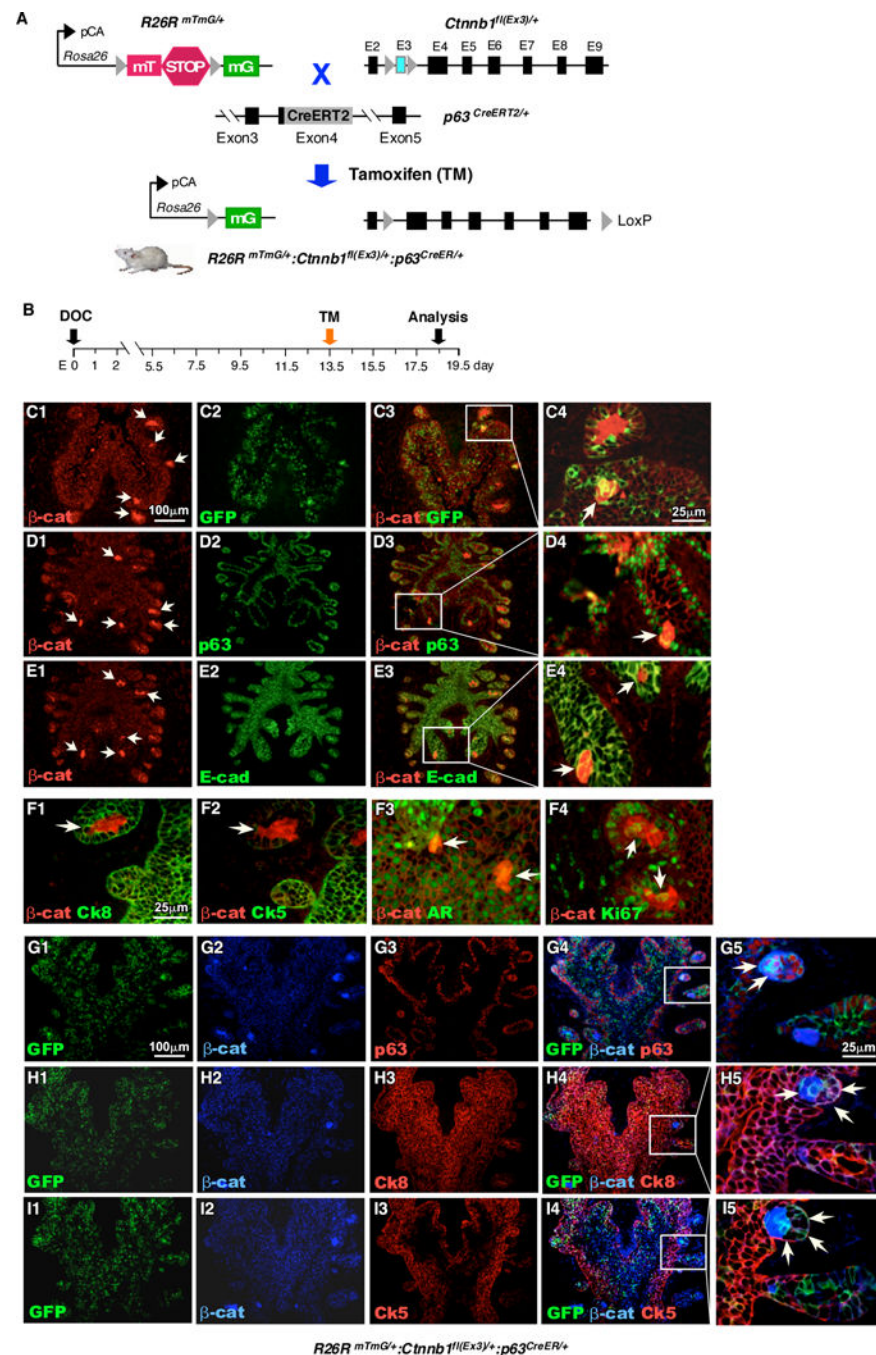 A
R26R mTmG/+
Ctnnb1fl(Ex3)/+
pCA
Rosa26
mT
STOP
mG
X
E2 E3 E4 E5 E6 E7 E8 E9
CreERT2
p63 CreERT2/+
Exon3 Exon4 Exon5
Tamoxifen (TM)
pCA
Rosa26
mG
LoxP
R26R mTmG/+:Ctnnb1fl(Ex3)/+:p63CreER/+
B
DOC TM Analysis
E 0 1 2 5.5 7.5 9.5 11.5 13.5 15.5 17.5 19.5 day
C1 β-cat 100μm
C2 GFP
C3 β-cat GFP
C4 25μm
D1 β-cat
D2 p63
D3 β-cat p63
D4
E1 β-cat
E2 E-cad
E3 β-cat E-cad
E4
F1 β-cat Ck8 25μm
F2 β-cat Ck5
F3 β-cat AR
F4 β-cat Ki67
G1 GFP 100μm
G2 β-cat
G3 p63
G4 GFP β-cat p63
G5 25μm
H1 GFP
H2 β-cat
H3 Ck8
H4 GFP β-cat Ck8
H5
I1 GFP
I2 β-cat
I3 Ck5
I4 GFP β-cat Ck5
I5
R26R mTmG/+:Ctnnb1fl(Ex3)/+:p63CreER/+